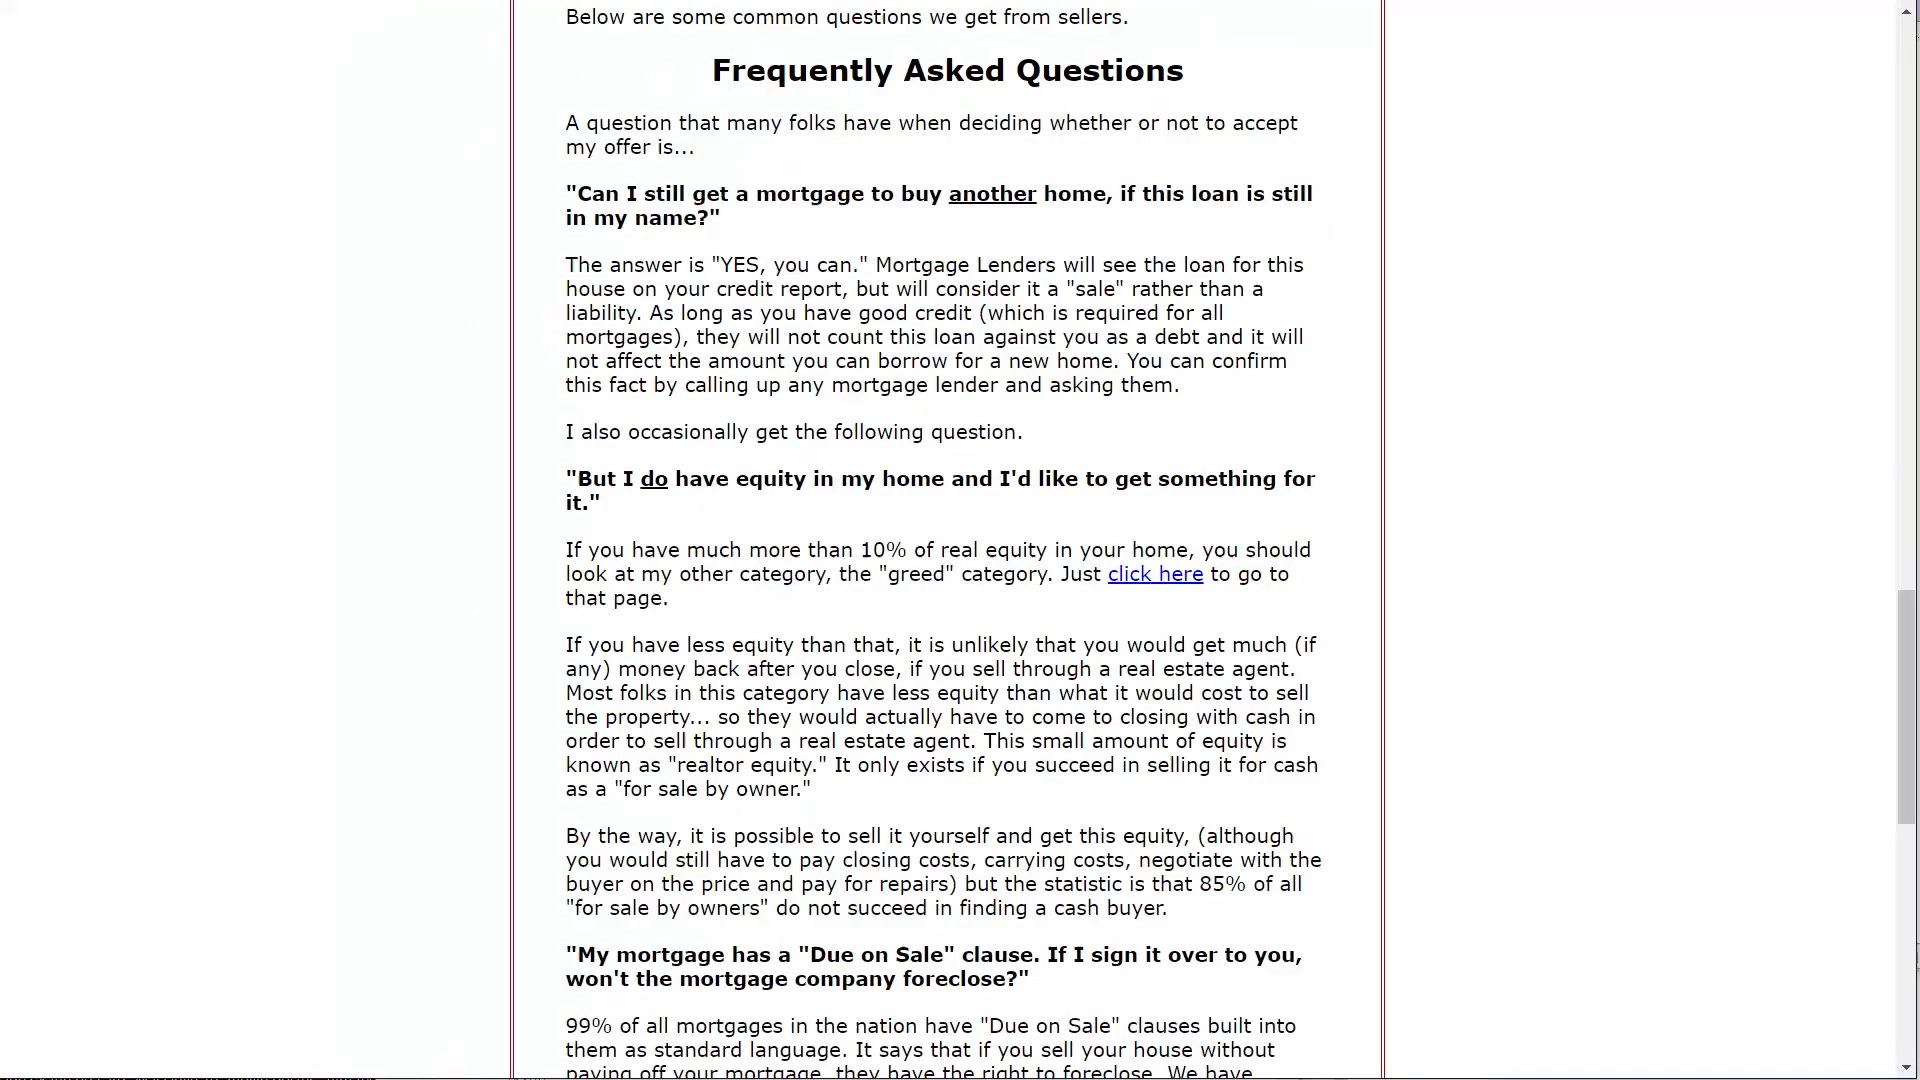 Below are some common questions we get from sellers.
Frequently Asked Questions
A question that many folks have when deciding whether or not to accept
my offer is...
"Can I still get a mortgage to buy another home, if this loan is still
in my name?"
The answer is "YES, you can." Mortgage Lenders will see the loan for this
house on your credit report, but will consider it a "sale" rather than a
liability. As long as you have good credit (which is required for all
mortgages), they will not count this loan against you as a debt and it will
not affect the amount you can borrow for a new home. You can confirm
this fact by calling up any mortgage lender and asking them.
I also occasionally get the following question.
"But I do have equity in my home and I'd like to get something for
it."
If you have much more than 10% of real equity in your home, you should
look at my other category, the "greed" category. Just click here to go to
that page.
If you have less equity than that, it is unlikely that you would get much (if
any) money back after you close, if you sell through a real estate agent.
Most folks in this category have less equity than what it would cost to sell
the property... so they would actually have to come to closing with cash in
order to sell through a real estate agent. This small amount of equity is
known as "realtor equity." It only exists if you succeed in selling it for cash
as a "for sale by owner."
By the way, it is possible to sell it yourself and get this equity, (although
you would still have to pay closing costs, carrying costs, negotiate with the
buyer on the price and pay for repairs) but the statistic is that 85% of all
"for sale by owners" do not succeed in finding a cash buyer.
"My mortgage has a "Due on Sale" clause. If I sign it over to you,
won't the mortgage company foreclose?"
99% of all mortgages in the nation have "Due on Sale" clauses built into
them as standard language. It says that if you sell your house without
paying off your mortgage, they have the right to foreclose. We have